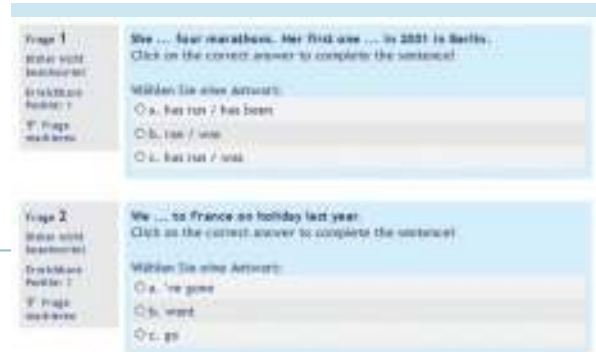 Frage 1
Bisher nicht
beantwortet
Erreichbare
Punkte: 1
Frage
markieren
She ... four marathons. Her first one ... in 2001 in Berlin.
Click on the correct answer to complete the sentence!
Wählen Sie eine Antwort:
a. has run / has been
b. ran / was
c. has run / was
Frage 2
Bisher nicht
beantwortet
Erreichbare
Punkte: 1
Frage
markieren
We ... to France on holiday last year.
Click on the correct answer to complete the sentence!
Wählen Sie eine Antwort:
a. 've gone
b. went
c. go